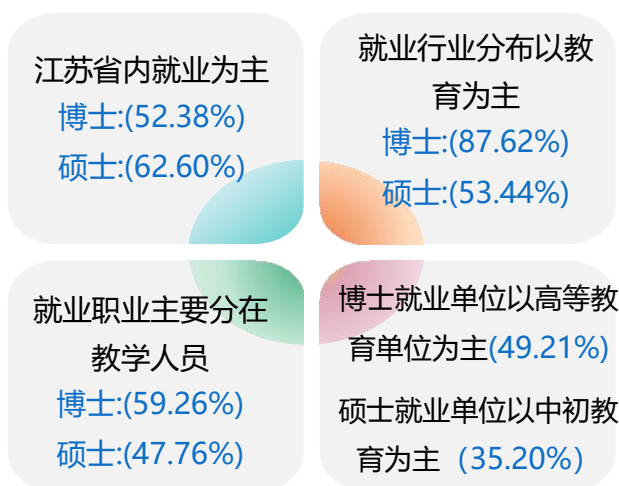 江苏省内就业为主
博士:(52.38%)
硕士:(62.60%)
就业行业分布以教
育为主
博士:(87.62%)
硕士:(53.44%)
就业职业主要分在
教学人员
博士:(59.26%)
硕士:(47.76%)
博士就业单位以高等教
育单位为主(49.21%)
硕士就业单位以中初教
育为主（35.20%）